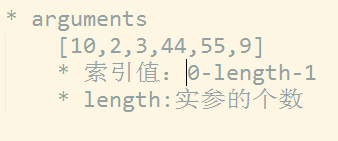 * arguments
[10,2,3,44,55,9]
* 索引值：0-length-1
* length:实参的个数